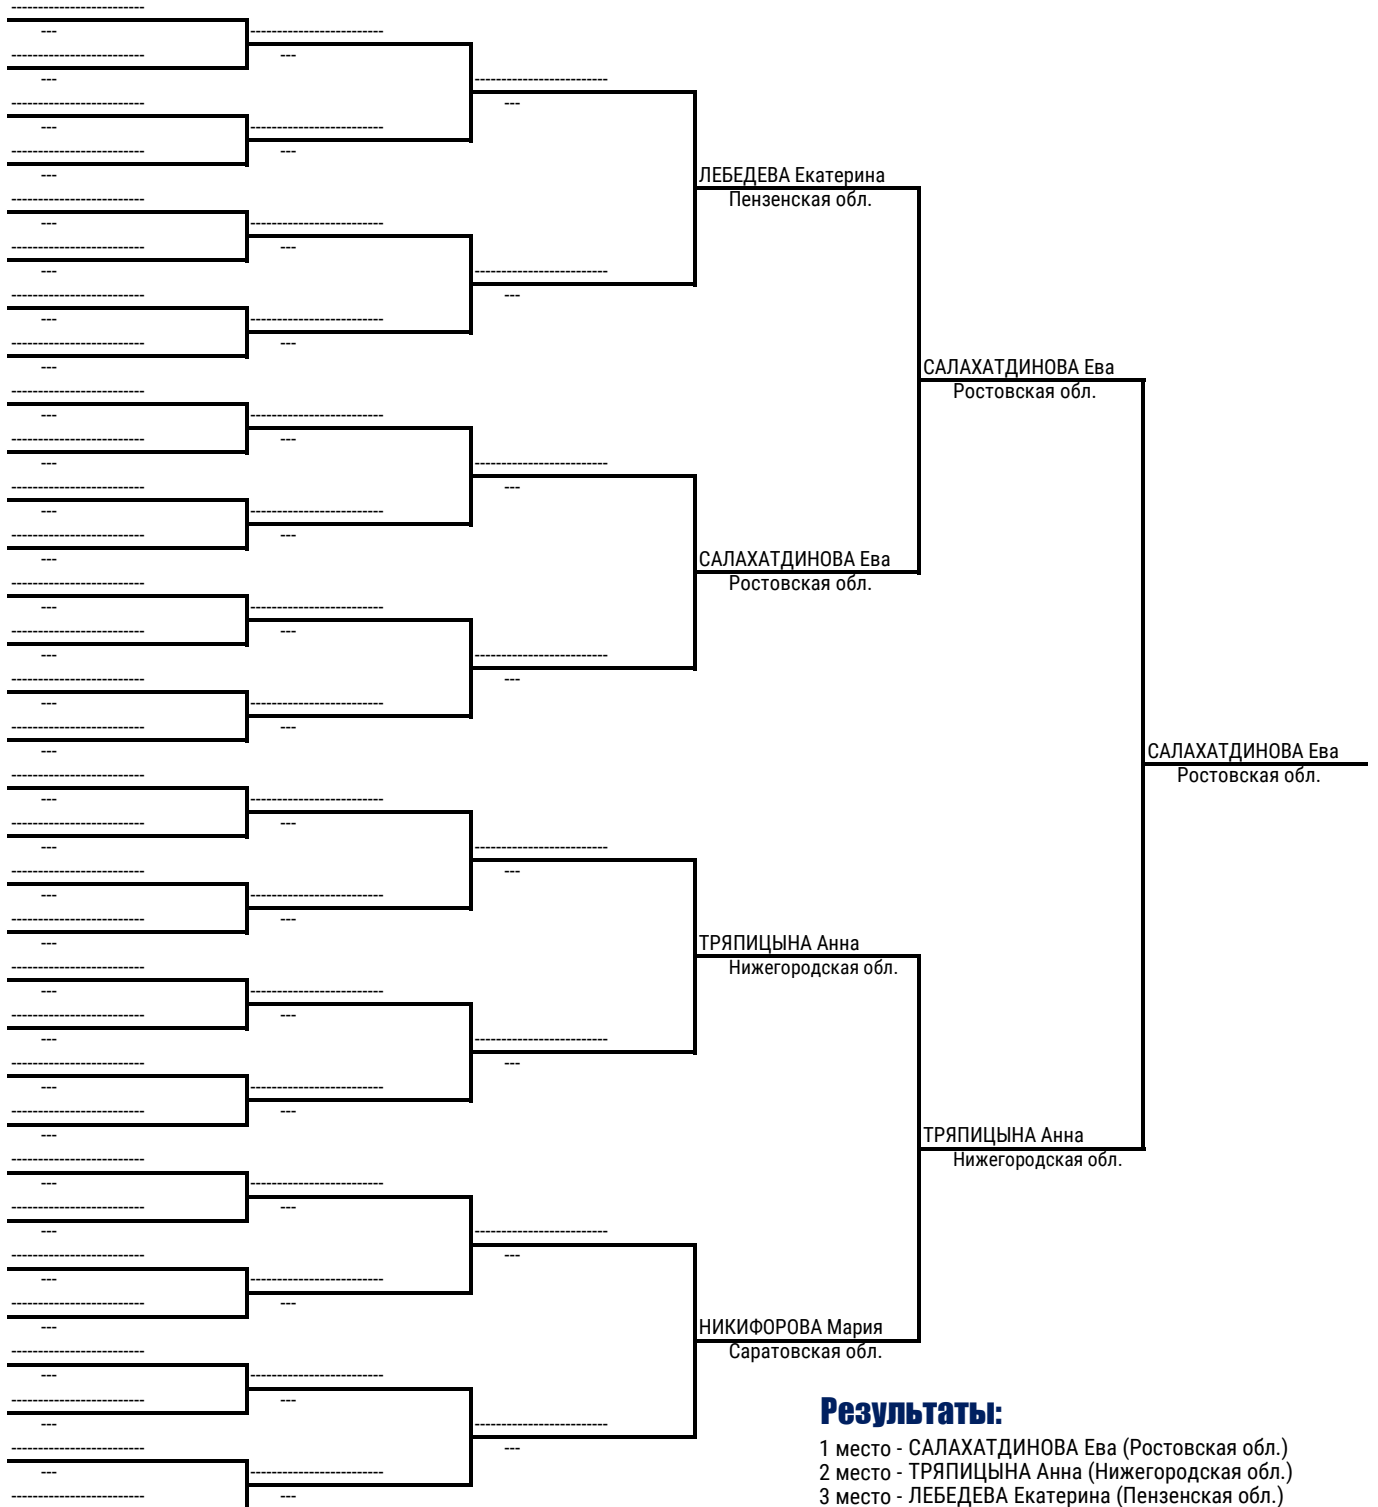 ЛЕБЕДЕВА Екатерина
Пензенская обл.
САЛАХАТДИНОВА Ева
Ростовская обл.
САЛАХАТДИНОВА Ева
Ростовская обл.
САЛАХАТДИНОВА Ева
Ростовская обл.
ТРЯПИЦЫНА Анна
Нижегородская обл.
ТРЯПИЦЫНА Анна
Нижегородская обл.
НИКИФОРОВА Мария
Саратовская обл.
Результаты:
1 место - САЛАХАТДИНОВА Ева (Ростовская обл.)
2 место - ТРЯПИЦЫНА Анна (Нижегородская обл.)
3 место - ЛЕБЕДЕВА Екатерина (Пензенская обл.)